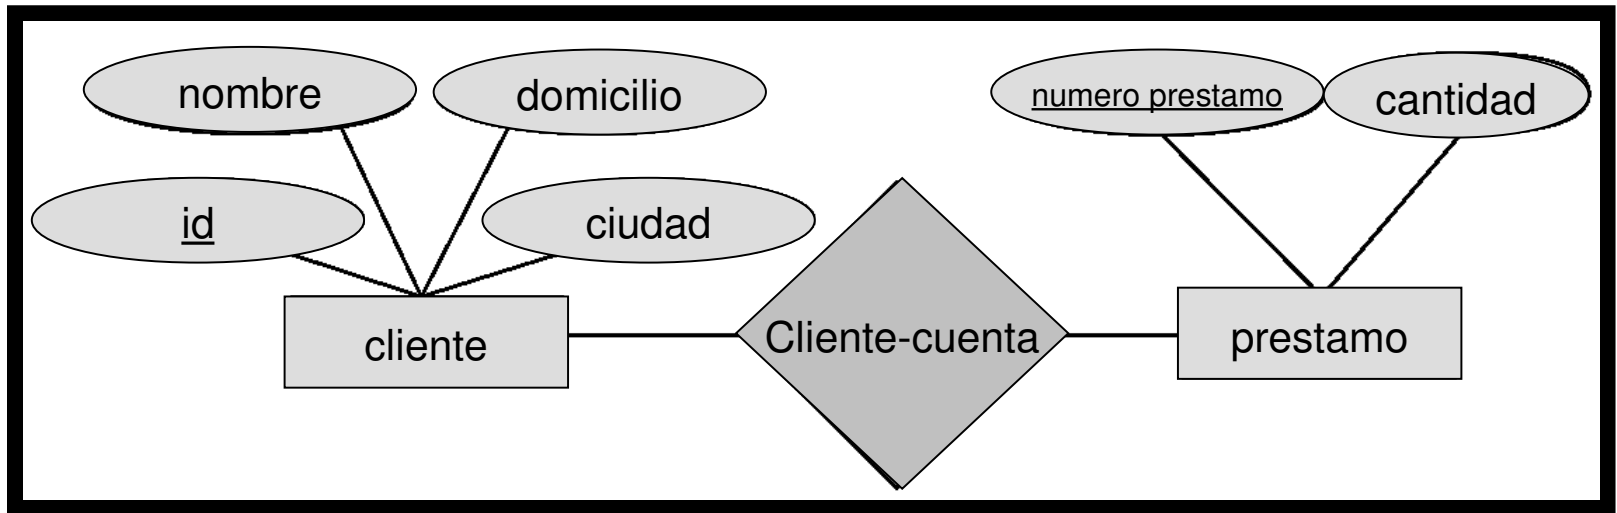 nombre
domicilio
numero prestamo
cantidad
id
ciudad
cliente
Cliente-cuenta
prestamo